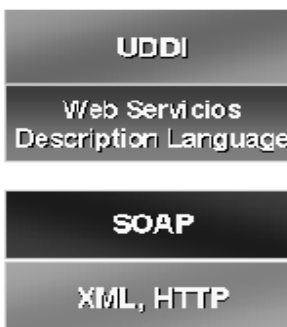 UDDI
Web Servicios
Description Language
SOAP
XML, HTTP